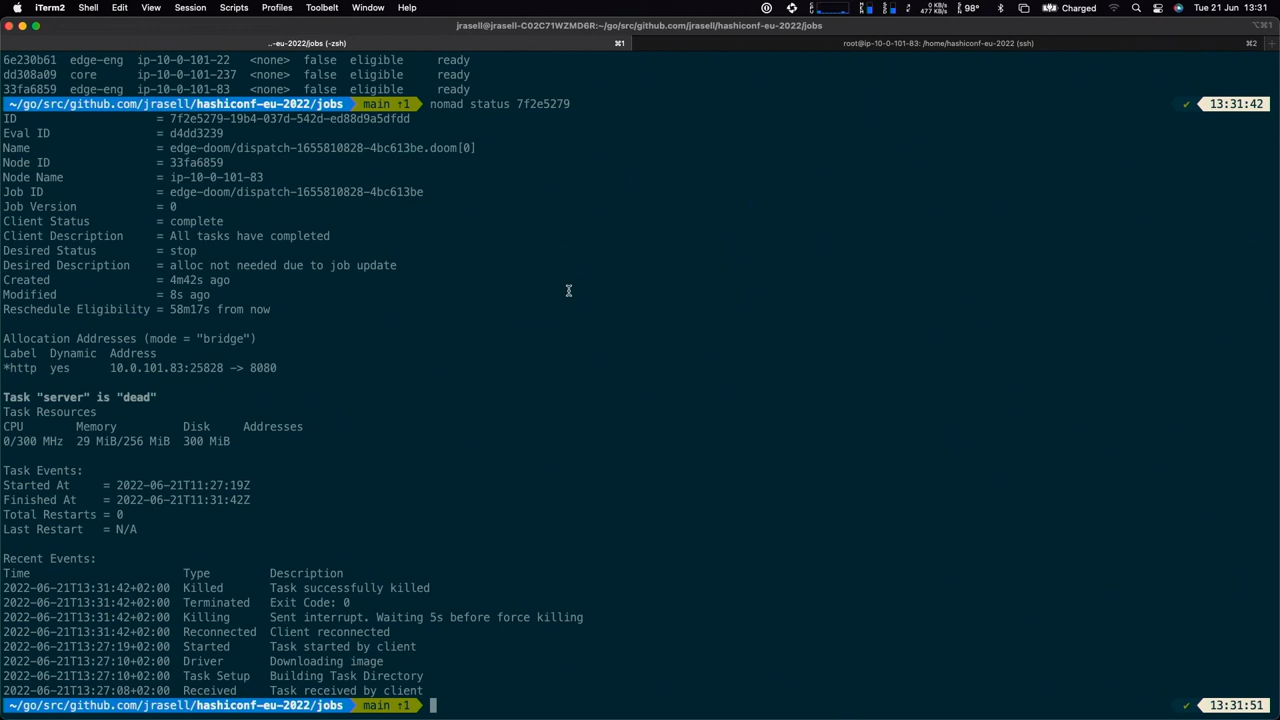 iTerm2 Shell Edit View Session Scripts Profiles Toolbelt Window Help 0 KB/s 477 KB/s 98° Charged Tue 21 Jun 13:31
jrasell@jrasell-C02C71WZMD6R:~/go/src/github.com/jrasell/hashiconf-eu-2022/jobs ⌥⌘1
..-eu-2022/jobs (-zsh) ⌘1 root@ip-10-0-101-83: /home/hashiconf-eu-2022 (ssh) ⌘2
6e230b61 edge-eng ip-10-0-101-22 <none> false eligible ready
dd308a09 core ip-10-0-101-237 <none> false eligible ready
33fa6859 edge-eng ip-10-0-101-83 <none> false eligible ready
~/go/src/github.com/jrasell/hashiconf-eu-2022/jobs main ↑1 nomad status 7f2e5279 ✔ 13:31:42
ID = 7f2e5279-19b4-037d-542d-ed88d9a5dfdd
Eval ID = d4dd3239
Name = edge-doom/dispatch-1655810828-4bc613be.doom[0]
Node ID = 33fa6859
Node Name = ip-10-0-101-83
Job ID = edge-doom/dispatch-1655810828-4bc613be
Job Version = 0
Client Status = complete
Client Description = All tasks have completed
Desired Status = stop
Desired Description = alloc not needed due to job update
Created = 4m42s ago
Modified = 8s ago
Reschedule Eligibility = 58m17s from now
Allocation Addresses (mode = "bridge")
Label Dynamic Address
*http yes 10.0.101.83:25828 -> 8080
Task "server" is "dead"
Task Resources
CPU Memory Disk Addresses
0/300 MHz 29 MiB/256 MiB 300 MiB
Task Events:
Started At = 2022-06-21T11:27:19Z
Finished At = 2022-06-21T11:31:42Z
Total Restarts = 0
Last Restart = N/A
Recent Events:
Time Type Description
2022-06-21T13:31:42+02:00 Killed Task successfully killed
2022-06-21T13:31:42+02:00 Terminated Exit Code: 0
2022-06-21T13:31:42+02:00 Killing Sent interrupt. Waiting 5s before force killing
2022-06-21T13:31:42+02:00 Reconnected Client reconnected
2022-06-21T13:27:19+02:00 Started Task started by client
2022-06-21T13:27:10+02:00 Driver Downloading image
2022-06-21T13:27:10+02:00 Task Setup Building Task Directory
2022-06-21T13:27:08+02:00 Received Task received by client
~/go/src/github.com/jrasell/hashiconf-eu-2022/jobs main ↑1 ✔ 13:31:51